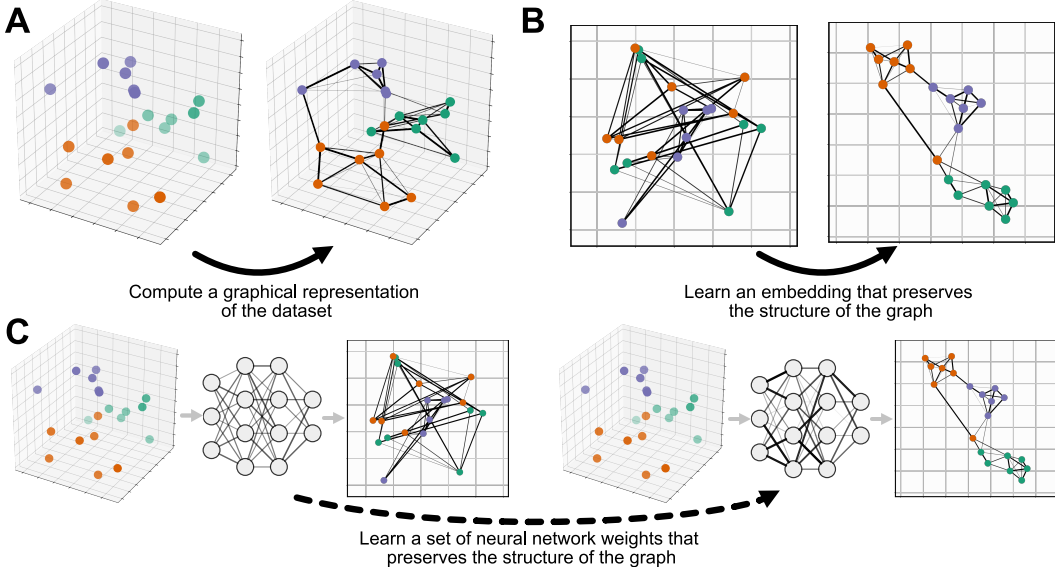 A
B
Compute a graphical representation
of the dataset
Learn an embedding that preserves
the structure of the graph
C
Learn a set of neural network weights that
preserves the structure of the graph